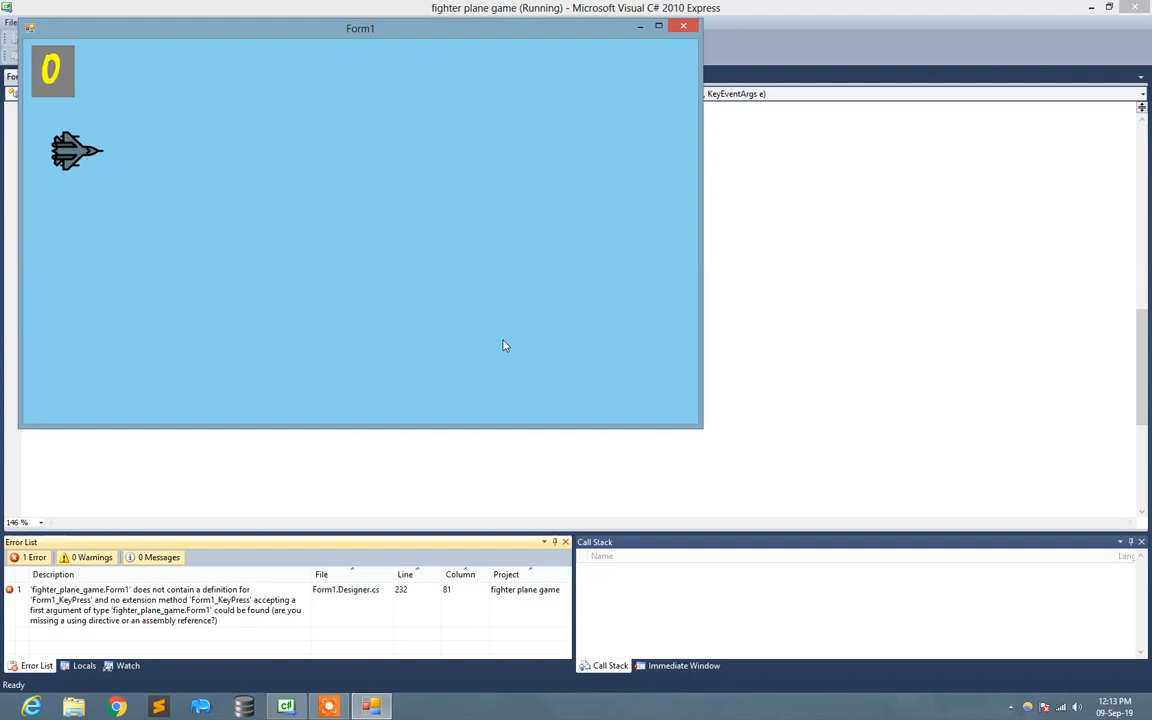 fighter plane game (Running) - Microsoft Visual C# 2010 Express
File
Form1
0
For
, KeyEventArgs e)
146 %
Error List
Call Stack
1 Error
0 Warnings
0 Messages
Name
Lang
Description
File
Line
Column
Project
1
'fighter_plane_game.Form1' does not contain a definition for
'Form1_KeyPress' and no extension method 'Form1_KeyPress' accepting a
first argument of type 'fighter_plane_game.Form1' could be found (are you
missing a using directive or an assembly reference?)
Form1.Designer.cs
232
81
fighter plane game
Error List
Locals
Watch
Call Stack
Immediate Window
Ready
12:13 PM
09-Sep-19